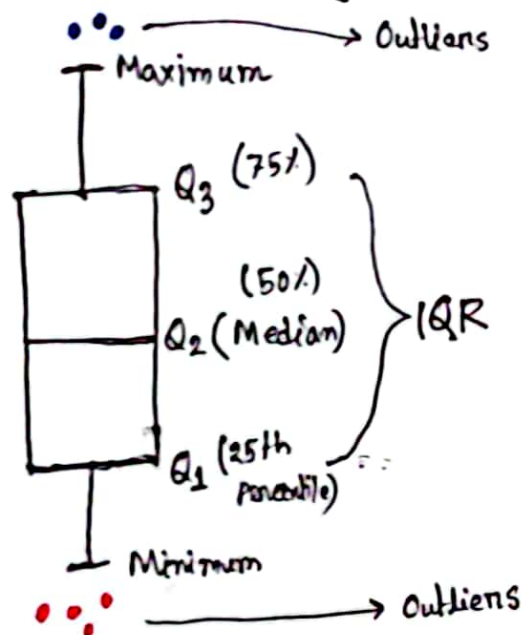 Outliers
Maximum
Q3 (75%)
(50%)
Q2 (Median)
IQR
Q1 (25th
percentile)
Minimum
Outliers